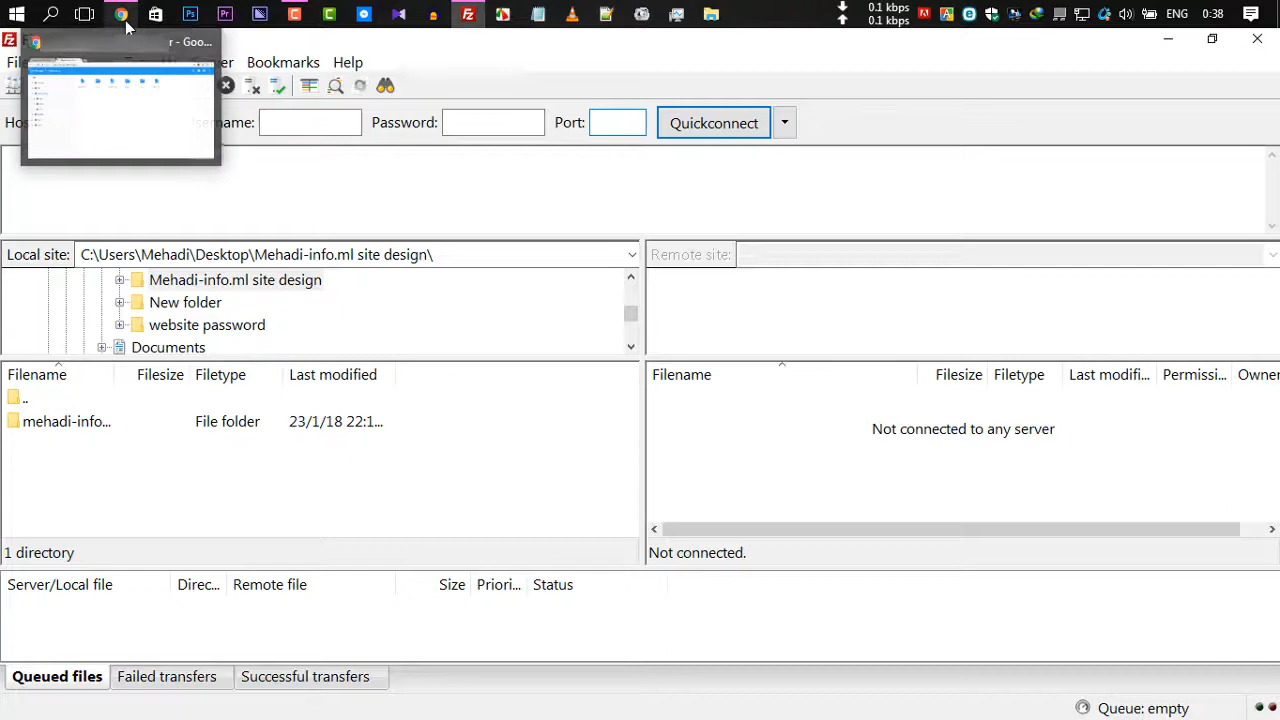 0.1 kbps
0.1 kbps
ENG
0:38
r - Goo...
Bookmarks
Help
Username:
Password:
Port:
Quickconnect
Local site:
C:\Users\Mehadi\Desktop\Mehadi-info.ml site design\
Remote site:
Mehadi-info.ml site design
New folder
website password
Documents
Filename
Filesize
Filetype
Last modified
..
mehadi-info...
File folder
23/1/18 22:1...
1 directory
Filename
Filesize
Filetype
Last modifi...
Permissi...
Owner
Not connected to any server
Not connected.
Server/Local file
Direc...
Remote file
Size
Priori...
Status
Queued files
Failed transfers
Successful transfers
Queue: empty